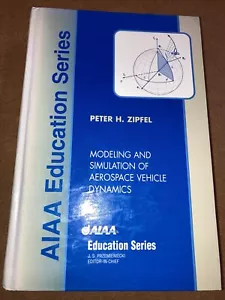 AIAA Education Series
PETER H. ZIPFEL
MODELING AND
SIMULATION OF
AEROSPACE VEHICLE
DYNAMICS
AIAA
Education Series
J. S. PRZEMIENIECKI
EDITOR-IN-CHIEF